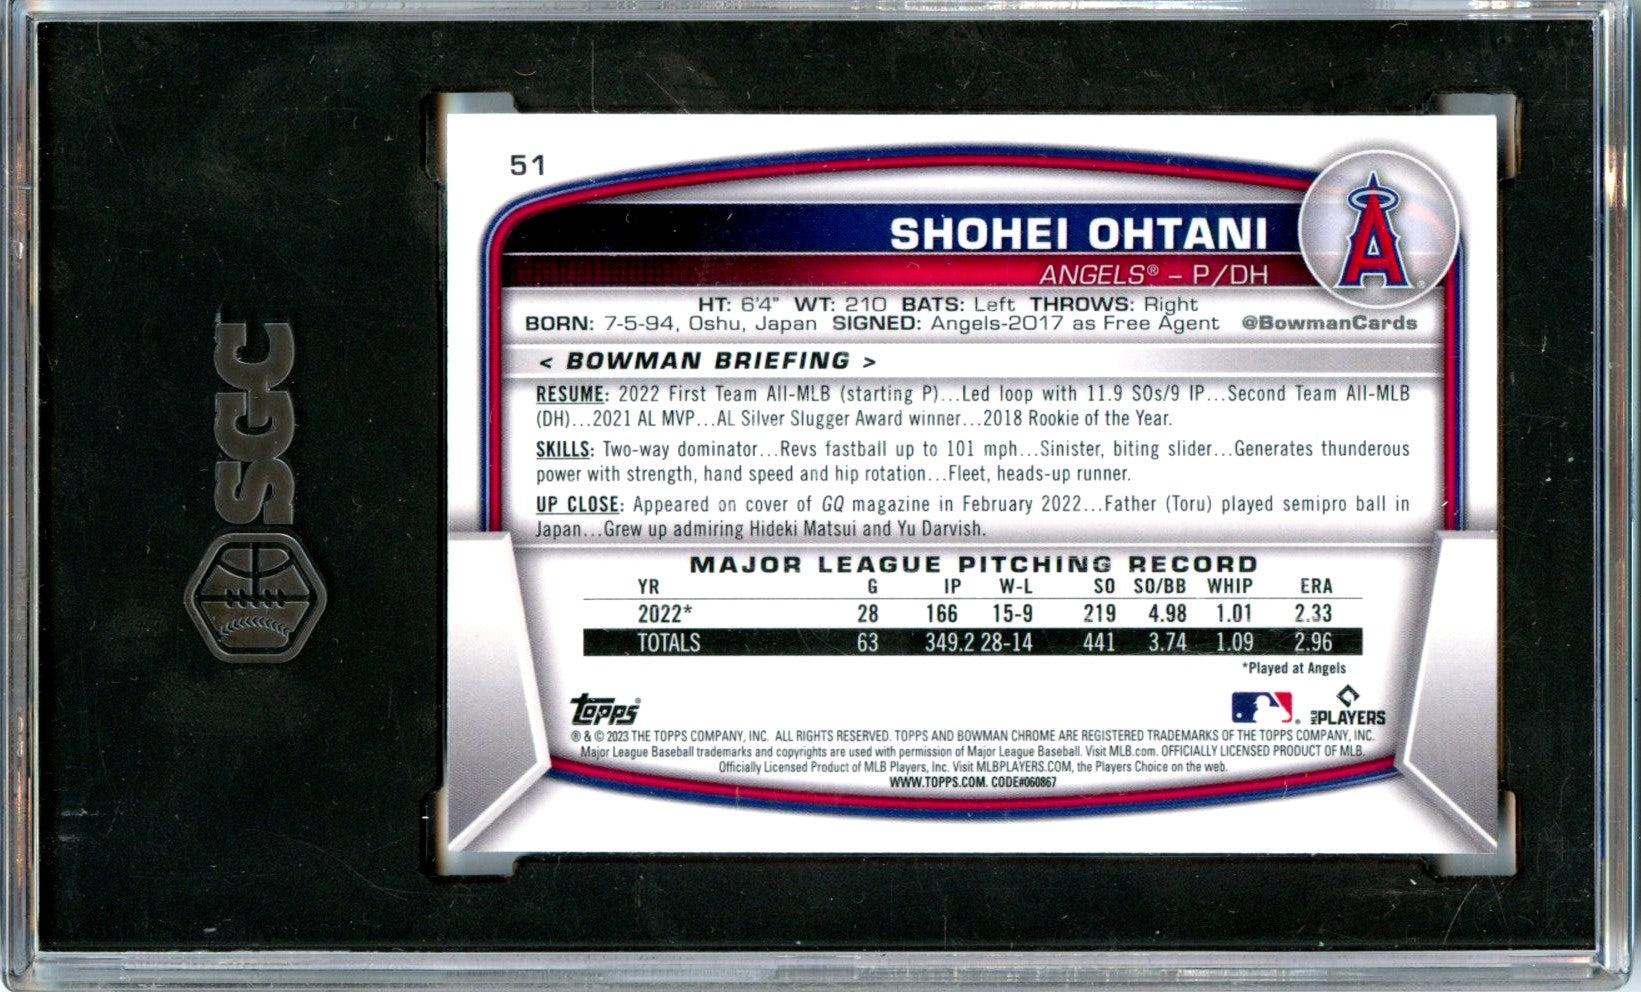 SGC
51
SHOHEI OHTANI
A
ANGELS® – P/DH
HT: 6'4" WT: 210 BATS: Left THROWS: Right
BORN: 7-5-94, Oshu, Japan SIGNED: Angels-2017 as Free Agent @BowmanCards
< BOWMAN BRIEFING >
RESUME: 2022 First Team All-MLB (starting P)...Led loop with 11.9 SOs/9 IP...Second Team All-MLB
(DH)...2021 AL MVP...AL Silver Slugger Award winner...2018 Rookie of the Year.
SKILLS: Two-way dominator...Revs fastball up to 101 mph...Sinister, biting slider...Generates thunderous
power with strength, hand speed and hip rotation...Fleet, heads-up runner.
UP CLOSE: Appeared on cover of GQ magazine in February 2022...Father (Toru) played semipro ball in
Japan...Grew up admiring Hideki Matsui and Yu Darvish.
MAJOR LEAGUE PITCHING RECORD
YR G IP W-L SO SO/BB WHIP ERA
2022* 28 166 15-9 219 4.98 1.01 2.33
TOTALS 63 349.2 28-14 441 3.74 1.09 2.96
*Played at Angels
topps®
MLB PLAYERS
® & © 2023 THE TOPPS COMPANY, INC. ALL RIGHTS RESERVED. TOPPS AND BOWMAN CHROME ARE REGISTERED TRADEMARKS OF THE TOPPS COMPANY, INC.
Major League Baseball trademarks and copyrights are used with permission of Major League Baseball. Visit MLB.com. OFFICIALLY LICENSED PRODUCT OF MLB.
Officially Licensed Product of MLB Players, Inc. Visit MLBPLAYERS.COM, the Players Choice on the web.
WWW.TOPPS.COM. CODE#060867